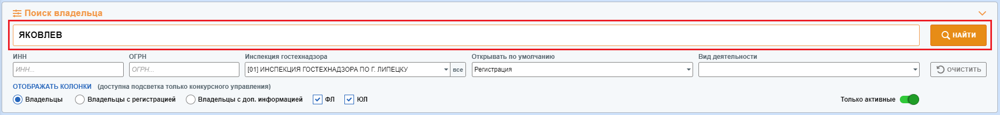 Поиск владельца
ЯКОВЛЕВ НАЙТИ
ИНН ОГРН Инспекция гостехнадзора Открывать по умолчанию Вид деятельности
ИНН... ОГРН... [01] ИНСПЕКЦИЯ ГОСТЕХНАДЗОРА ПО Г. ЛИПЕЦКУ все Регистрация ОЧИСТИТЬ
ОТОБРАЖАТЬ КОЛОНКИ (доступна подсветка только конкурсного управления)
Владельцы Владельцы с регистрацией Владельцы с доп. информацией ФЛ ЮЛ Только активные